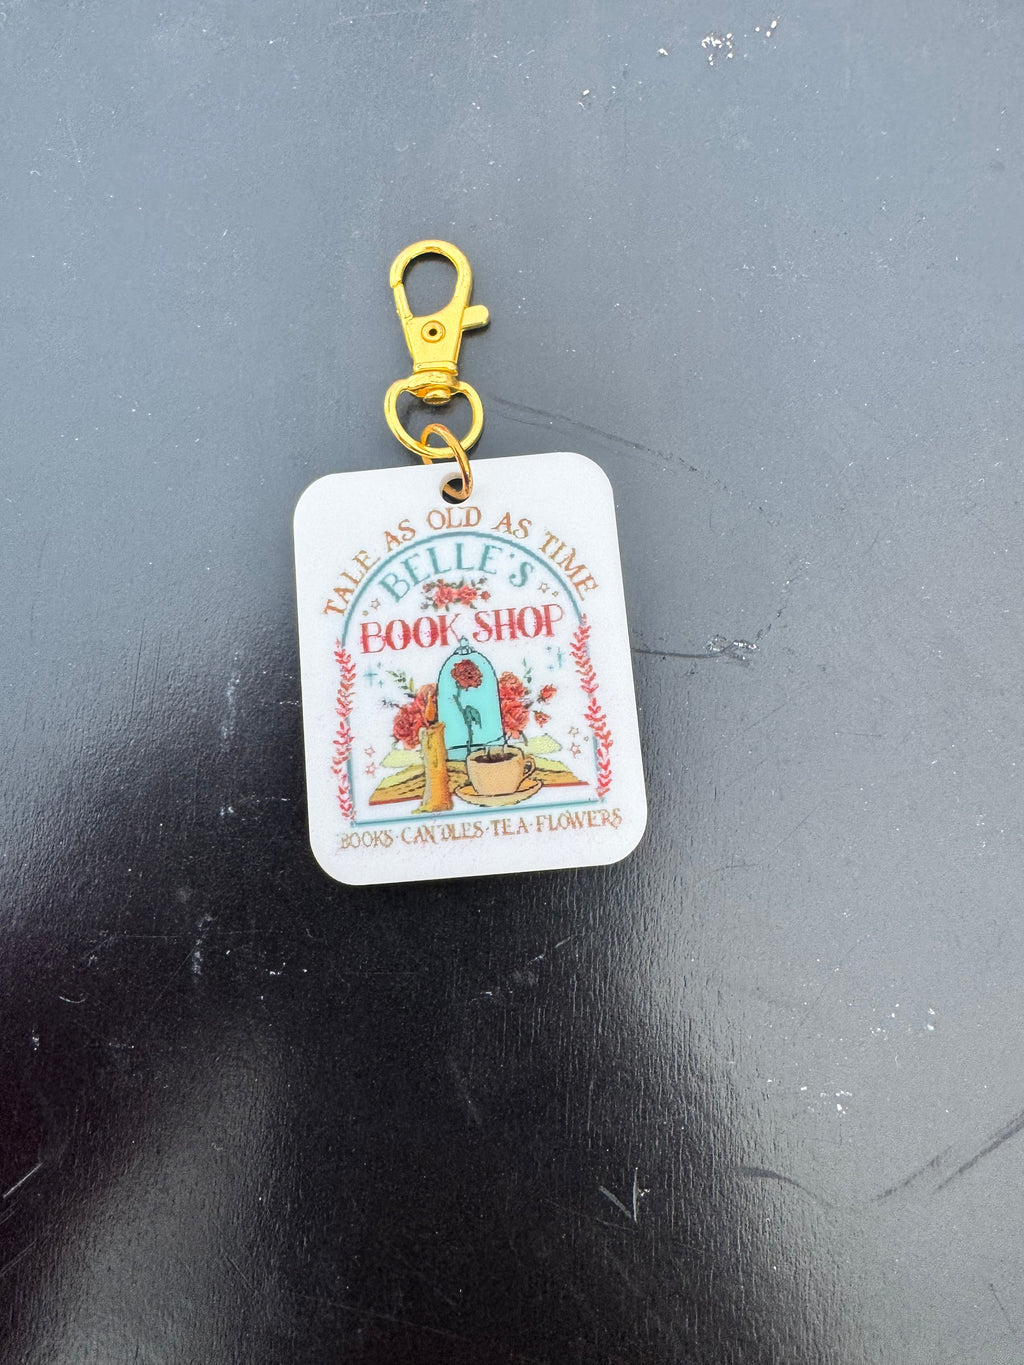 TALE AS OLD AS TIME
BELLE'S
BOOK SHOP
BOOKS · CANDLES · TEA · FLOWERS